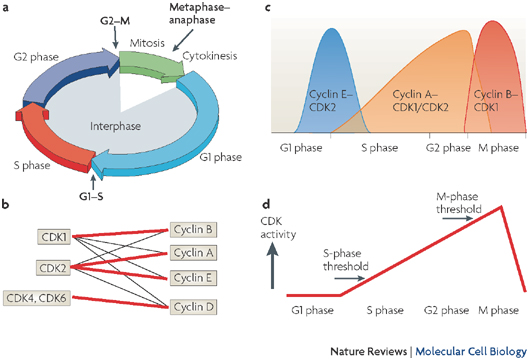 a
G2–M
Metaphase–
anaphase
Mitosis
Cytokinesis
G2 phase
Interphase
S phase
G1 phase
G1–S
b
CDK1
CDK2
CDK4, CDK6
Cyclin B
Cyclin A
Cyclin E
Cyclin D
c
Cyclin E–
CDK2
Cyclin A–
CDK1/CDK2
Cyclin B–
CDK1
G1 phase
S phase
G2 phase
M phase
d
CDK
activity
M-phase
threshold
S-phase
threshold
G1 phase
S phase
G2 phase
M phase
Nature Reviews | Molecular Cell Biology